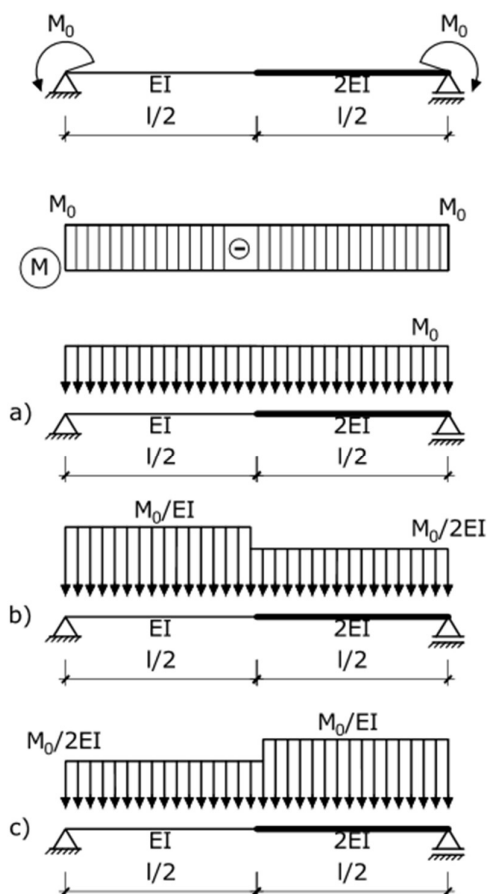 M₀ M₀
EI 2EI
l/2 l/2
M₀ M₀
−
M
M₀
a)
EI 2EI
l/2 l/2
M₀/EI
M₀/2EI
b)
EI 2EI
l/2 l/2
M₀/EI
M₀/2EI
c)
EI 2EI
l/2 l/2